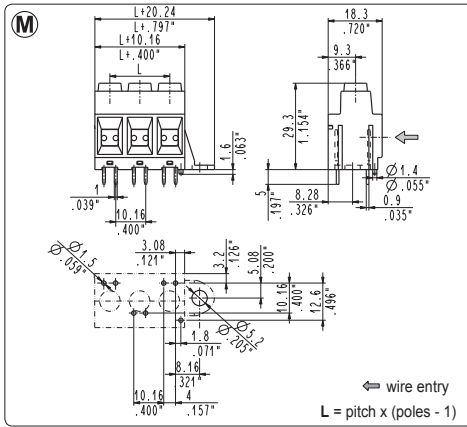 M
L+20.24
L+.797"
L+10.16
L+.400"
L
18.3
.720"
9.3
.366"
29.3
1.154"
1.6
.063"
5
.197"
8.28
.326"
Ø1.4
Ø.055"
0.9
.035"
1
.039"
10.16
.400"
3.08
.121"
3.2
.126"
5.08
.200"
10.16
.400"
12.6
.496"
Ø1.5
Ø.059"
Ø5.2
Ø.205"
1.8
.071"
8.16
.321"
10.16
.400"
4
.157"
wire entry
L = pitch x (poles - 1)